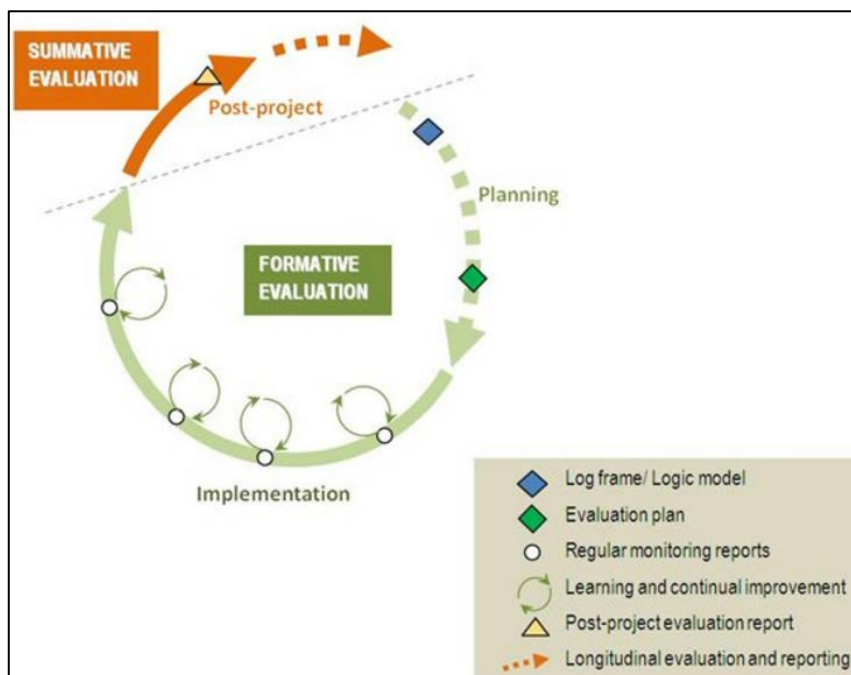 SUMMATIVE
EVALUATION
Post-project
Planning
FORMATIVE
EVALUATION
Implementation
Log frame/ Logic model
Evaluation plan
Regular monitoring reports
Learning and continual improvement
Post-project evaluation report
Longitudinal evaluation and reporting